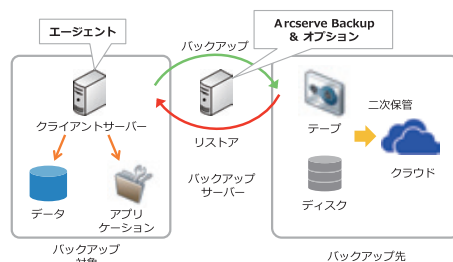 エージェント
バックアップ
Arcserve Backup
& オプション
クライアントサーバー
リストア
テープ
二次保管
クラウド
バックアップ
サーバー
データ
アプリ
ケーション
ディスク
バックアップ
対象
バックアップ先